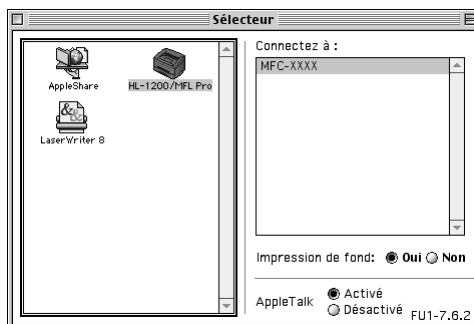 Sélecteur
AppleShare
HL-1200/MFL Pro
LaserWriter 8
Connectez à :
MFC-XXXX
Impression de fond: Oui Non
AppleTalk
Activé
Désactivé
FU1-7.6.2